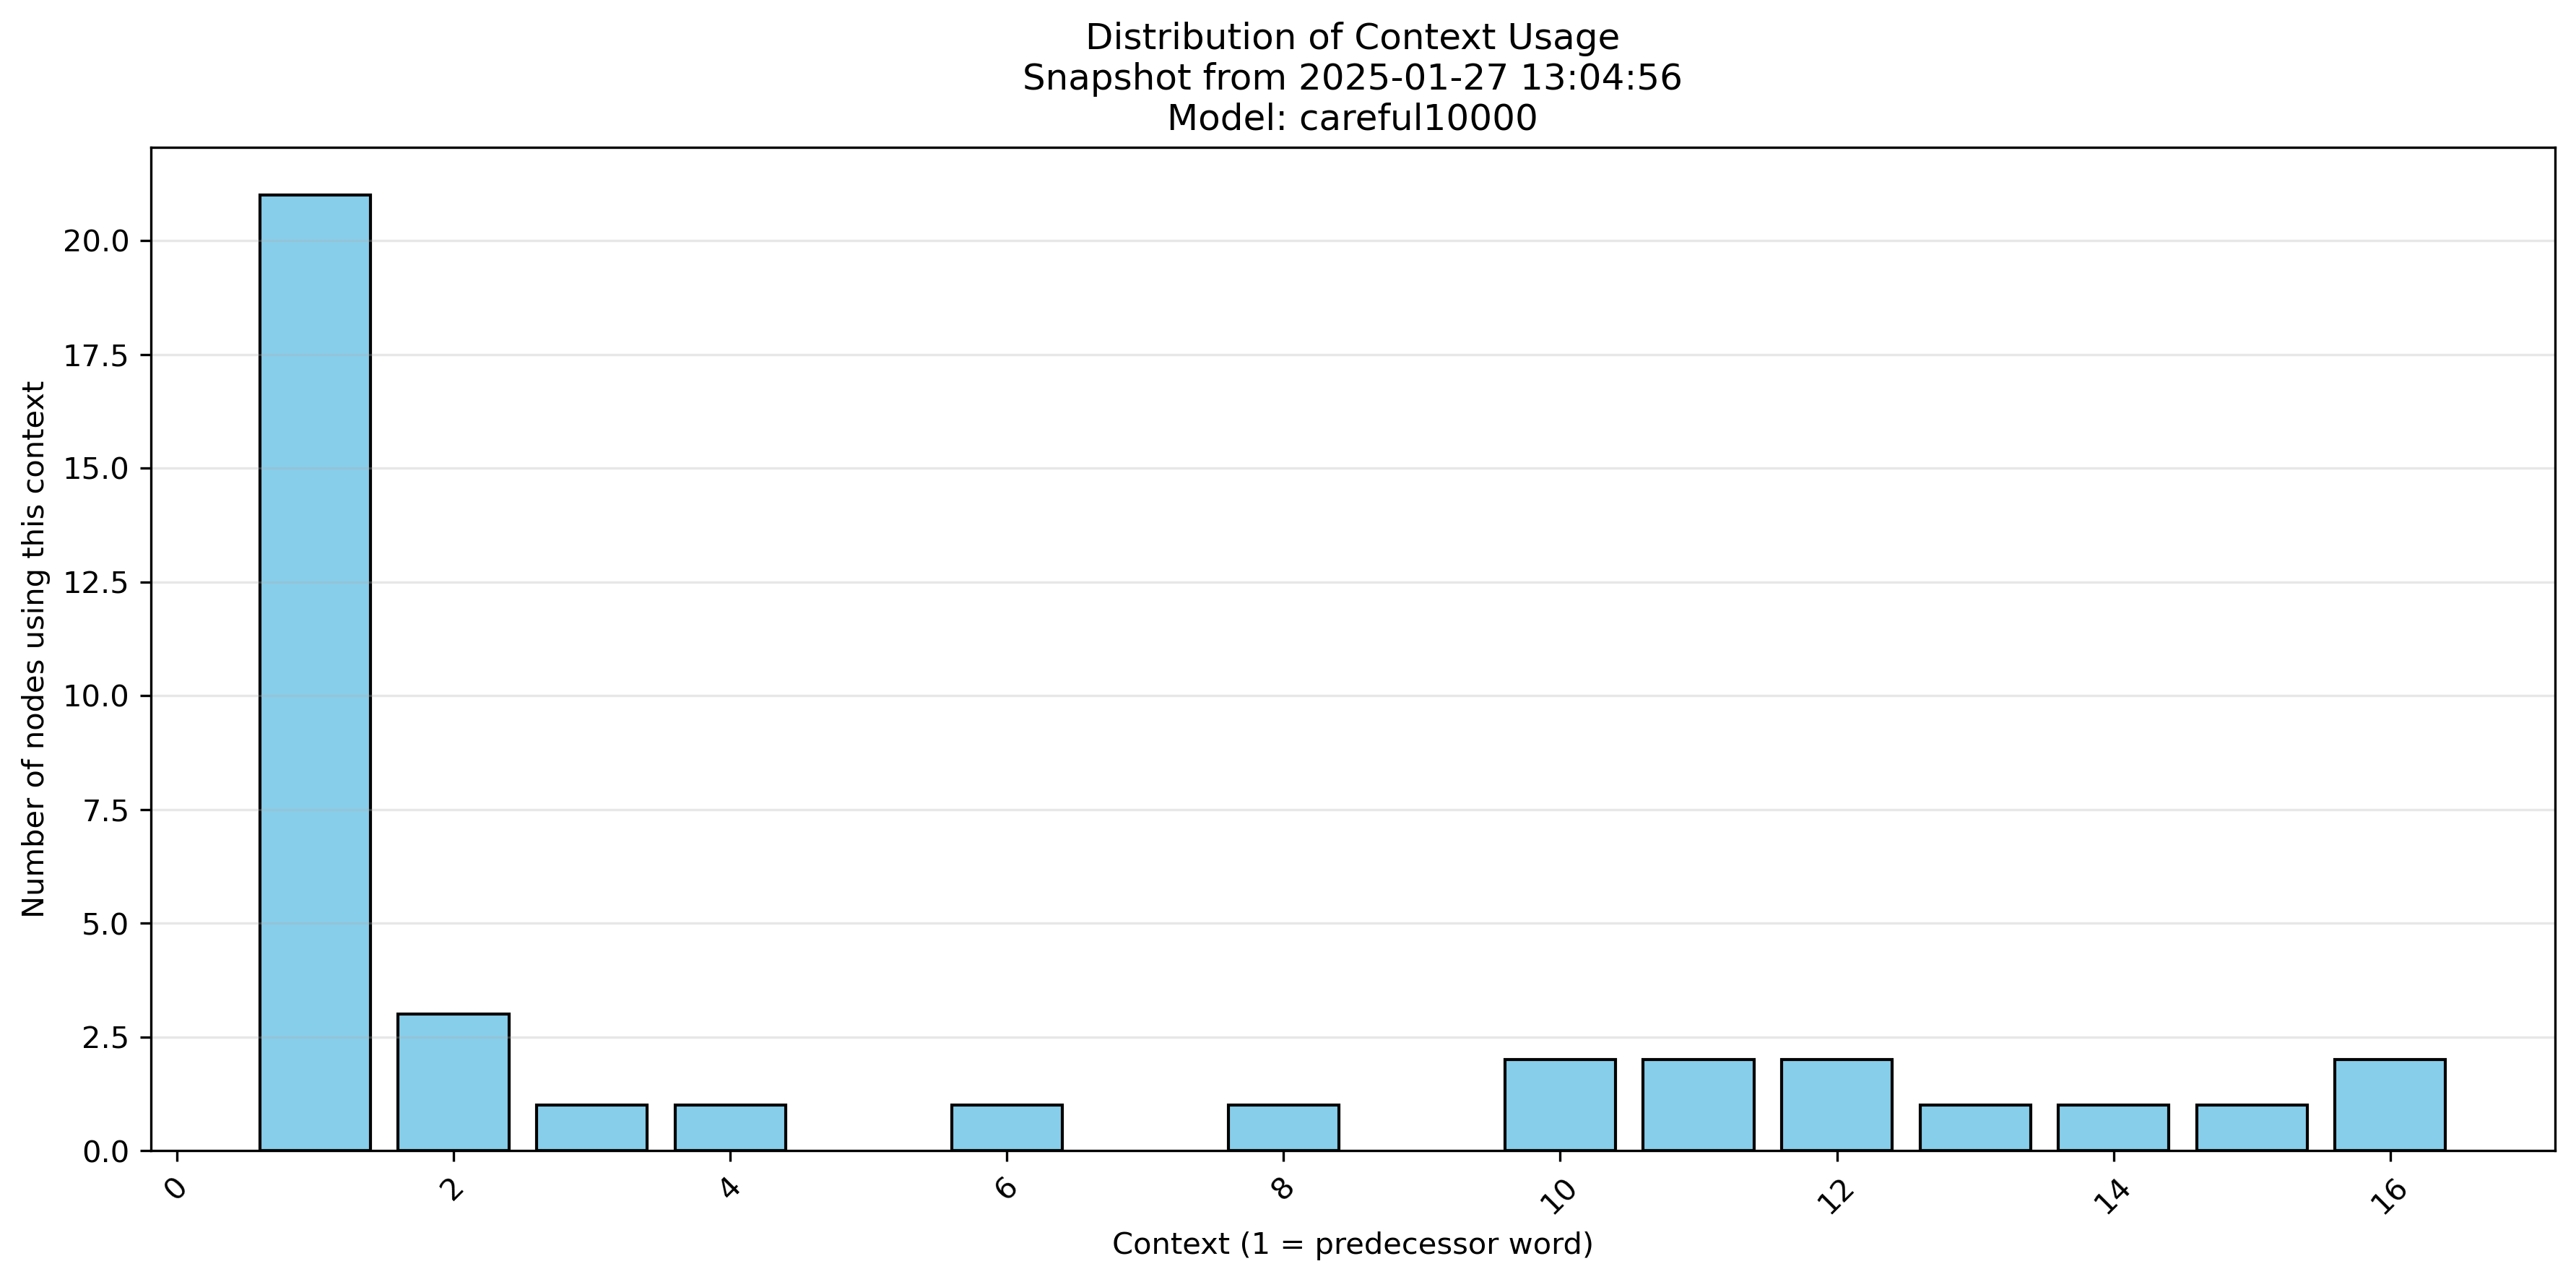 Distribution of Context Usage
Snapshot from 2025-01-27 13:04:56
Model: careful10000
Number of nodes using this context
20.0
17.5
15.0
12.5
10.0
7.5
5.0
2.5
0.0
0 2 4 6 8 10 12 14 16
Context (1 = predecessor word)